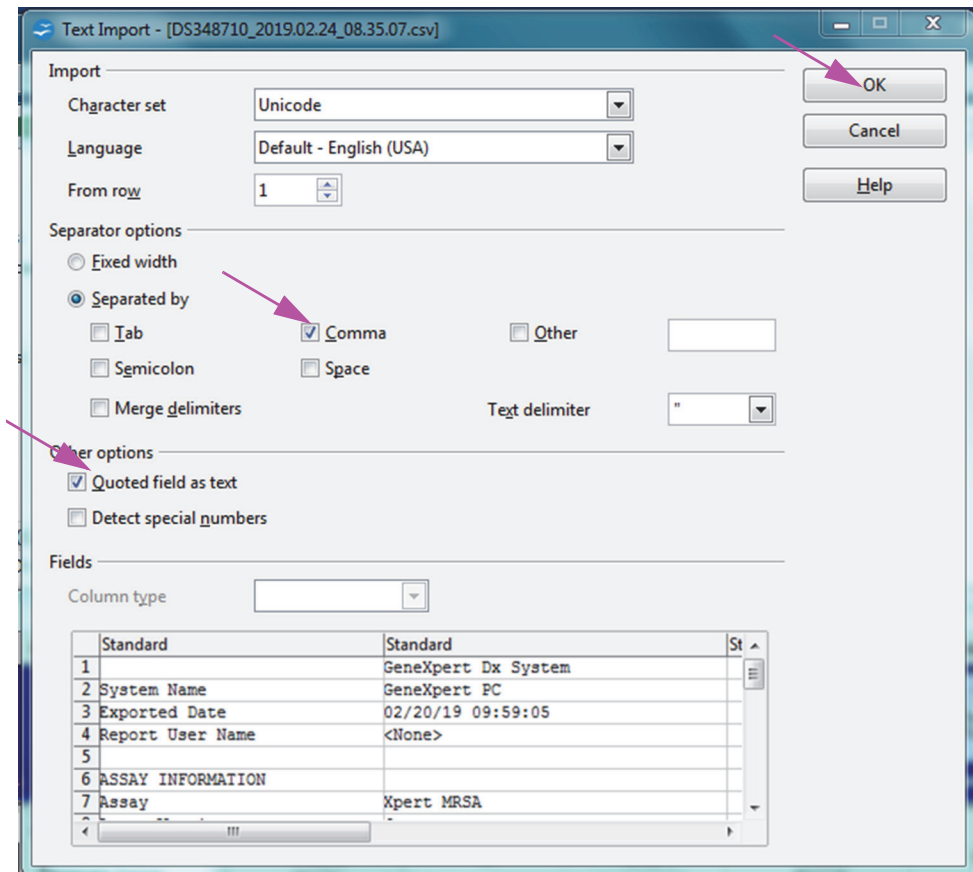 Text Import - [DS348710_2019.02.24_08.35.07.csv]
Import
OK
Character set Unicode
Cancel
Language Default - English (USA)
Help
From row 1
Separator options
Fixed width
Separated by
Tab Comma Other
Semicolon Space
Merge delimiters Text delimiter "
Other options
Quoted field as text
Detect special numbers
Fields
Column type
Standard Standard St
1 GeneXpert Dx System
2 System Name GeneXpert PC
3 Exported Date 02/20/19 09:59:05
4 Report User Name <None>
5
6 ASSAY INFORMATION
7 Assay Xpert MRSA